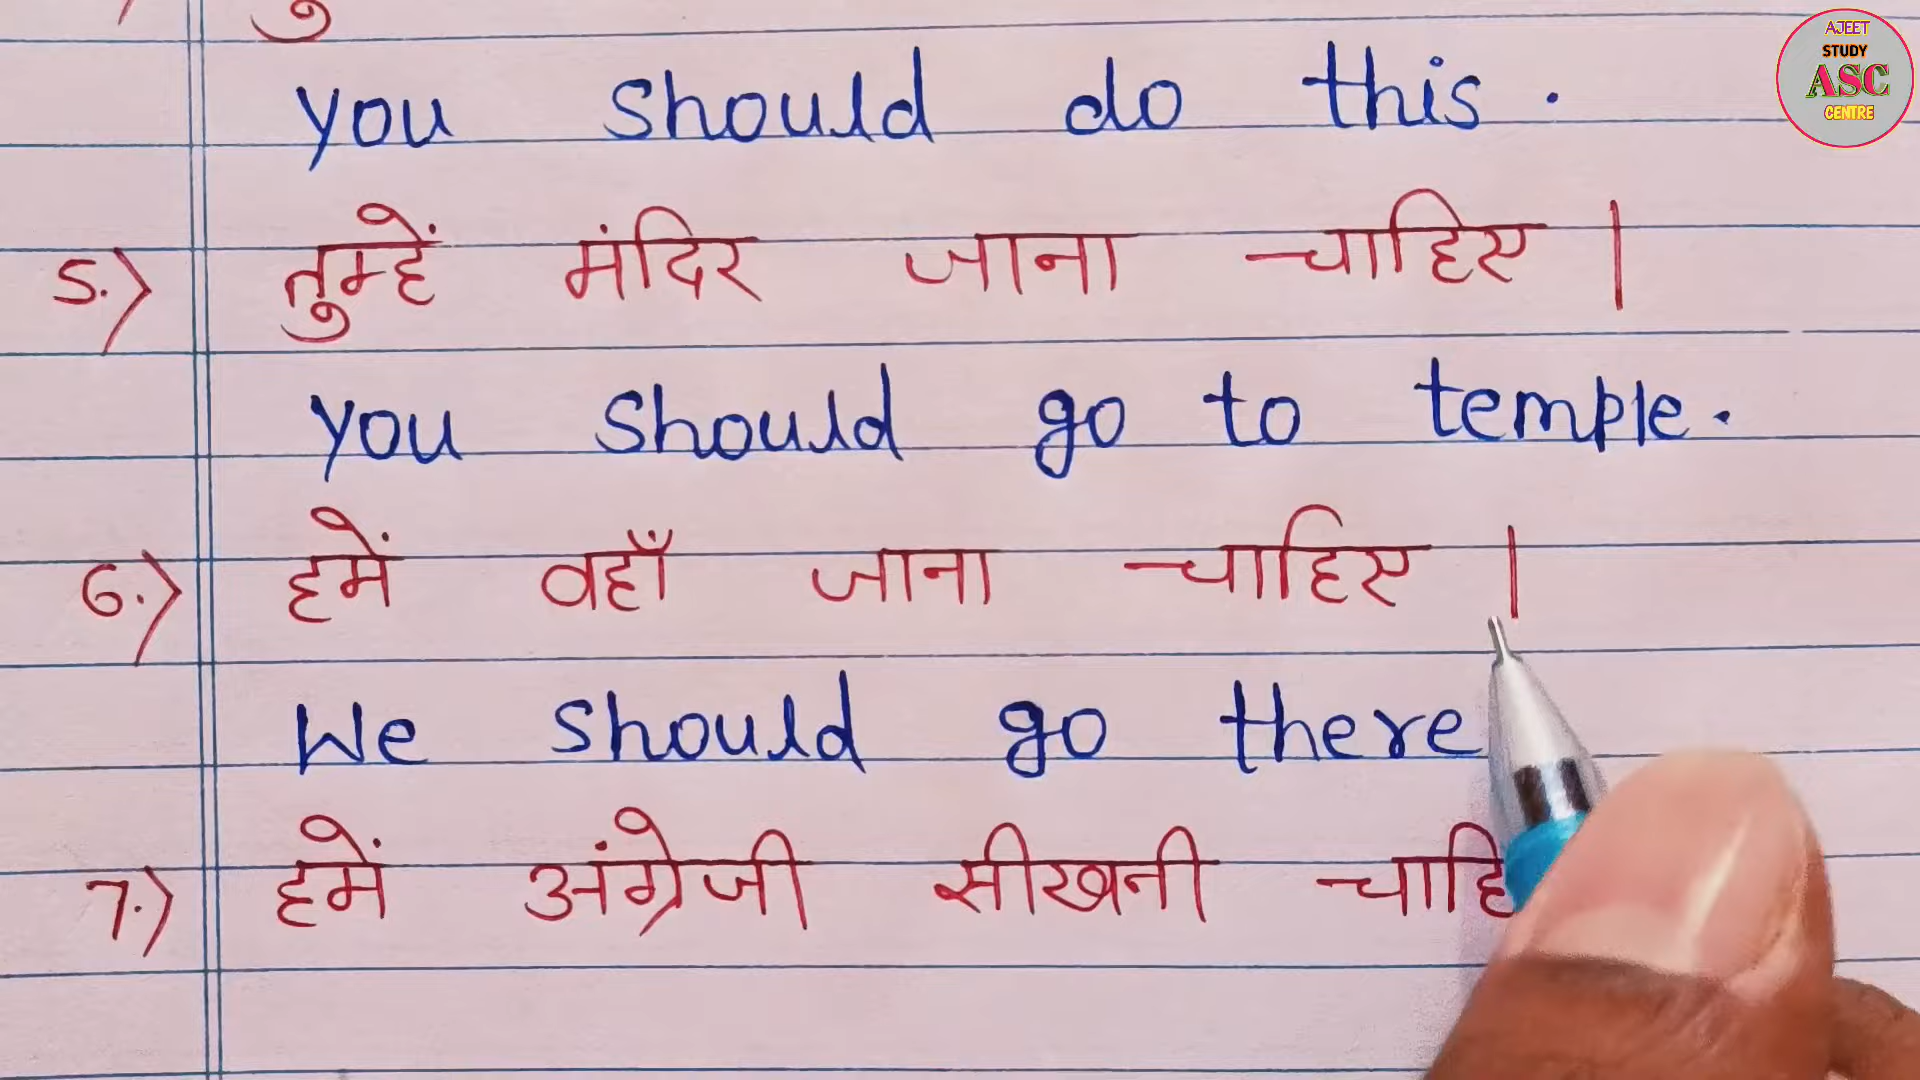 AJEET
STUDY
ASC
CENTRE
you should do this.
5.) तुम्हें मंदिर जाना चाहिए |
you should go to temple.
6.) हमें वहाँ जाना चाहिए |
We should go there
7.) हमें अंग्रेजी सीखनी चाहि